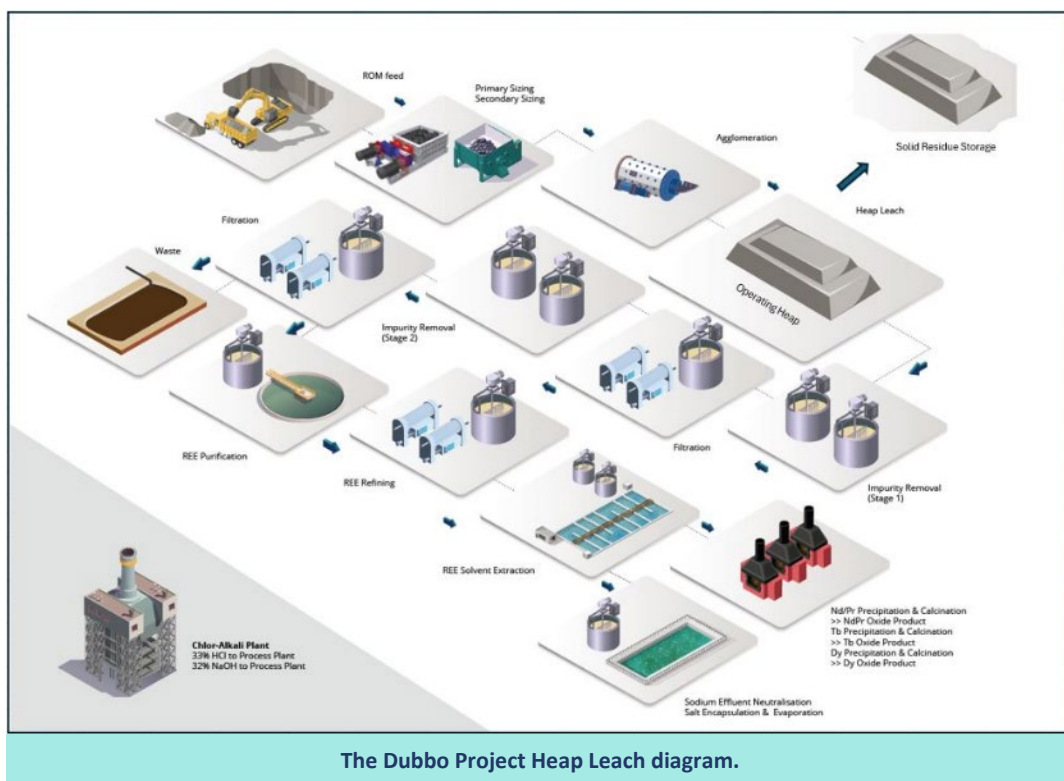 ROM feed
Primary Sizing
Secondary Sizing
Agglomeration
Solid Residue Storage
Heap Leach
Operating Heap
Filtration
Waste
Impurity Removal
(Stage 2)
Filtration
Impurity Removal
(Stage 1)
REE Purification
REE Refining
REE Solvent Extraction
Nd/Pr Precipitation & Calcination
>> NdPr Oxide Product
Tb Precipitation & Calcination
>> Tb Oxide Product
Dy Precipitation & Calcination
>> Dy Oxide Product
Chlor-Alkali Plant
33% HCl to Process Plant
32% NaOH to Process Plant
Sodium Effluent Neutralisation
Salt Encapsulation & Evaporation
The Dubbo Project Heap Leach diagram.